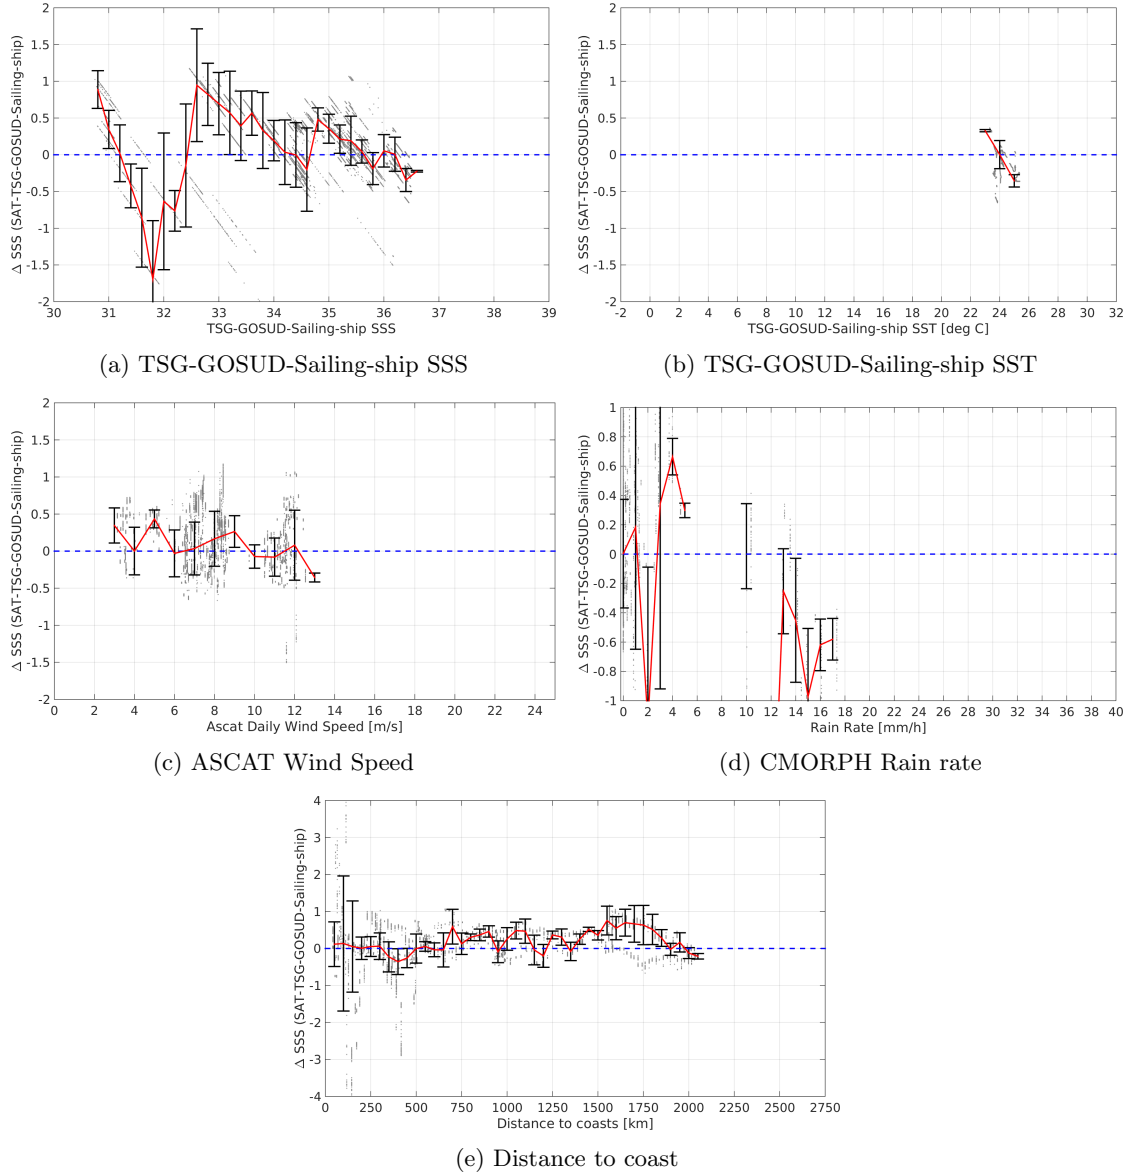 2
1.5
1
0.5
0
-0.5
-1
-1.5
-2
Δ SSS (SAT-TSG-GOSUD-Sailing-ship)
30 31 32 33 34 35 36 37 38 39
TSG-GOSUD-Sailing-ship SSS
(a) TSG-GOSUD-Sailing-ship SSS
2
1.5
1
0.5
0
-0.5
-1
-1.5
-2
Δ SSS (SAT-TSG-GOSUD-Sailing-ship)
-2 0 2 4 6 8 10 12 14 16 18 20 22 24 26 28 30 32
TSG-GOSUD-Sailing-ship SST [deg C]
(b) TSG-GOSUD-Sailing-ship SST
2
1.5
1
0.5
0
-0.5
-1
-1.5
-2
Δ SSS (SAT-TSG-GOSUD-Sailing-ship)
0 2 4 6 8 10 12 14 16 18 20 22 24
Ascat Daily Wind Speed [m/s]
(c) ASCAT Wind Speed
1
0.8
0.6
0.4
0.2
0
-0.2
-0.4
-0.6
-0.8
-1
Δ SSS (SAT-TSG-GOSUD-Sailing-ship)
0 2 4 6 8 10 12 14 16 18 20 22 24 26 28 30 32 34 36 38 40
Rain Rate [mm/h]
(d) CMORPH Rain rate
4
3
2
1
0
-1
-2
-3
-4
Δ SSS (SAT-TSG-GOSUD-Sailing-ship)
0 250 500 750 1000 1250 1500 1750 2000 2250 2500 2750
Distance to coasts [km]
(e) Distance to coast